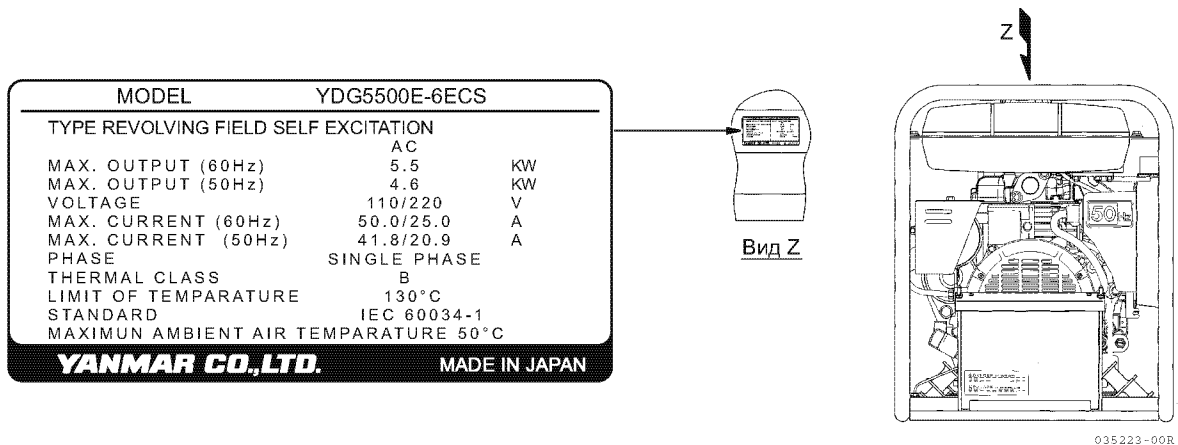 Z
MODEL YDG5500E-6ECS
TYPE REVOLVING FIELD SELF EXCITATION
AC
MAX. OUTPUT (60Hz) 5.5 KW
MAX. OUTPUT (50Hz) 4.6 KW
VOLTAGE 110/220 V
MAX. CURRENT (60Hz) 50.0/25.0 A
MAX. CURRENT (50Hz) 41.8/20.9 A
PHASE SINGLE PHASE
THERMAL CLASS B
LIMIT OF TEMPARATURE 130°C
STANDARD IEC 60034-1
MAXIMUN AMBIENT AIR TEMPARATURE 50°C
YANMAR CO.,LTD. MADE IN JAPAN
Вид Z
50Hz
035223-00R